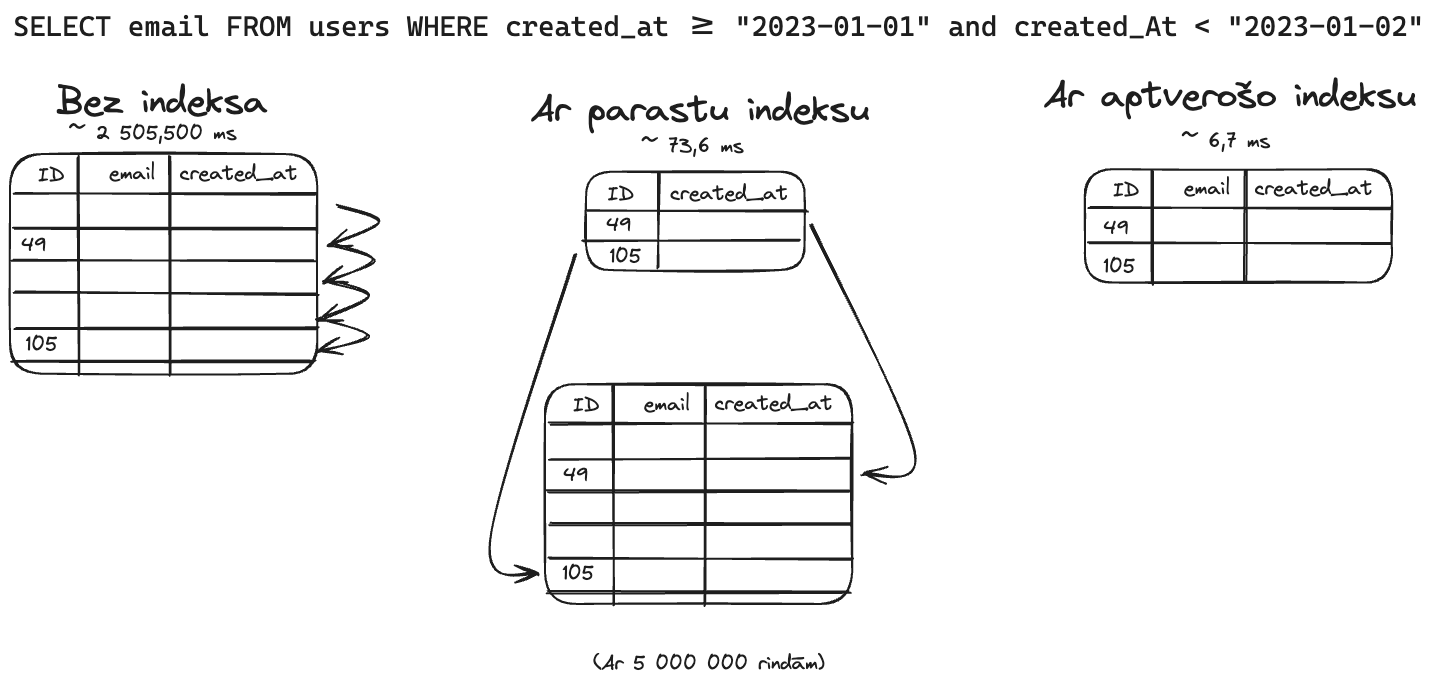 SELECT email FROM users WHERE created_at ≥ "2023-01-01" and created_At < "2023-01-02"
Bez indeksa
~ 2 505,500 ms
ID email created_at
49
105
Ar parastu indeksu
~ 73,6 ms
ID created_at
49
105
ID email created_at
49
105
(Ar 5 000 000 rindām)
Ar aptverošo indeksu
~ 6,7 ms
ID email created_at
49
105